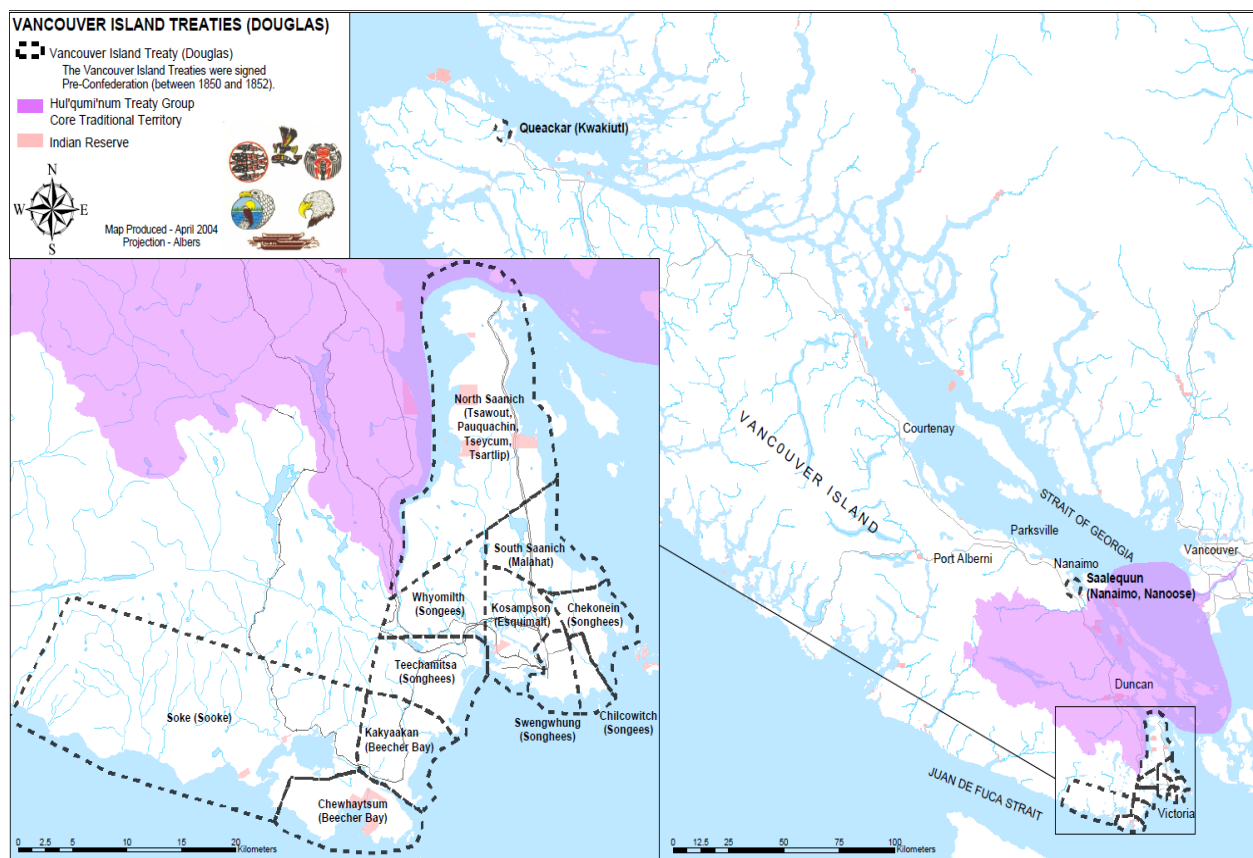 VANCOUVER ISLAND TREATIES (DOUGLAS)
Vancouver Island Treaty (Douglas)
The Vancouver Island Treaties were signed
Pre-Confederation (between 1850 and 1852).
Hul'qumi'num Treaty Group
Core Traditional Territory
Indian Reserve
N
W E
S
Map Produced - April 2004
Projection - Albers
Queackar (Kwakiutl)
North Saanich
(Tsawout,
Pauquachin,
Tseycum,
Tsartlip)
South Saanich
(Malahat)
Whyomilth
(Songees)
Kosampson
(Esquimalt)
Chekonein
(Songhees)
Teechamitsa
(Songhees)
Soke (Sooke)
Kakyaakan
(Beecher Bay)
Swengwhung
(Songhees)
Chilcowitch
(Songees)
Chewhaytsum
(Beecher Bay)
0 2.5 5 10 15 20
Kilometers
VANCOUVER ISLAND
Courtenay
STRAIT OF GEORGIA
Parksville
Port Alberni
Nanaimo
Vancouver
Saalequun
(Nanaimo, Nanoose)
Duncan
JUAN DE FUCA STRAIT
Victoria
0 12.5 25 50 75 100
Kilometers